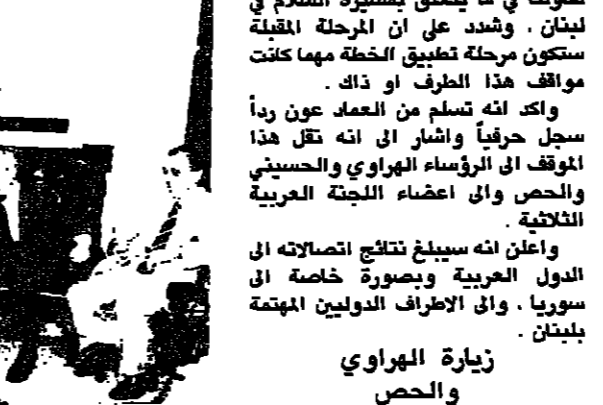 لبنان . وشدد على ان المرحلة المقبلة
ستكون مرحلة تطبيق الخطة مهما كانت
مواقف هذا الطرف او ذاك .
واكد انه تسلم من العماد عون رداً
سجل حرفياً واشار الى انه نقل هذا
الموقف الى الرؤساء الهراوي والحسيني
والحص والى اعضاء اللجنة العربية
الثلاثية .
واعلن انه سيبلغ نتائج اتصالاته الى
الدول العربية وبصورة خاصة الى
سوريا . والى الاطراف الدوليين المهتمة
بلبنان .
زيارة الهراوي
والحص